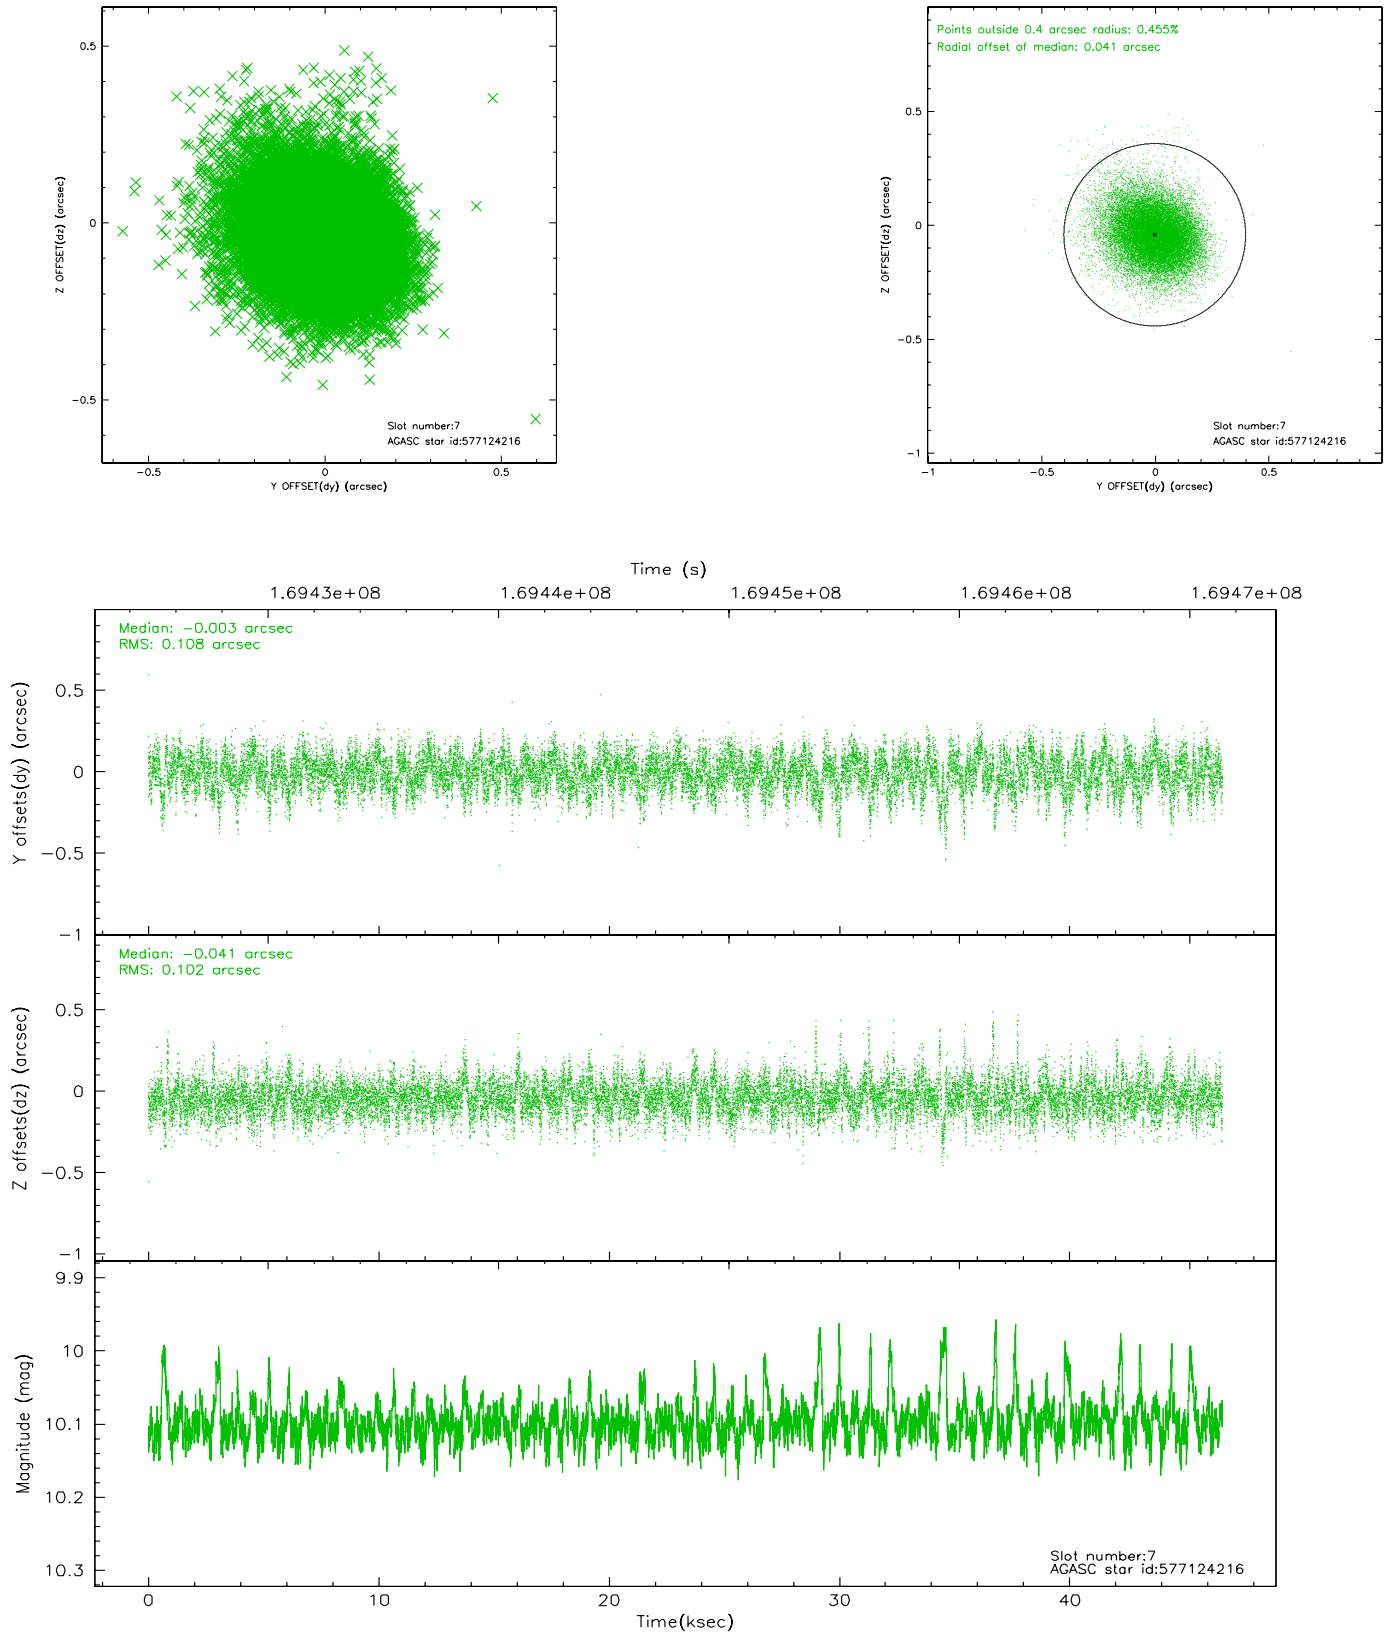 0.5
0
-0.5
Z OFFSET(dz) (arcsec)
Slot number:7
AGASC star id:577124216
-0.5
0
0.5
Y OFFSET(dy) (arcsec)
Points outside 0.4 arcsec radius: 0.455%
Radial offset of median: 0.041 arcsec
0.5
0
-0.5
-1
Z OFFSET(dz) (arcsec)
Slot number:7
AGASC star id:577124216
-1
-0.5
0
0.5
Y OFFSET(dy) (arcsec)
Time (s)
1.6943e+08
1.6944e+08
1.6945e+08
1.6946e+08
1.6947e+08
Median: -0.003 arcsec
RMS: 0.108 arcsec
0.5
0
-0.5
-1
Y offsets(dy) (arcsec)
Median: -0.041 arcsec
RMS: 0.102 arcsec
0.5
0
-0.5
-1
Z offsets(dz) (arcsec)
9.9
10
10.1
10.2
10.3
Magnitude (mag)
Slot number:7
AGASC star id:577124216
0
10
20
30
40
Time(ksec)